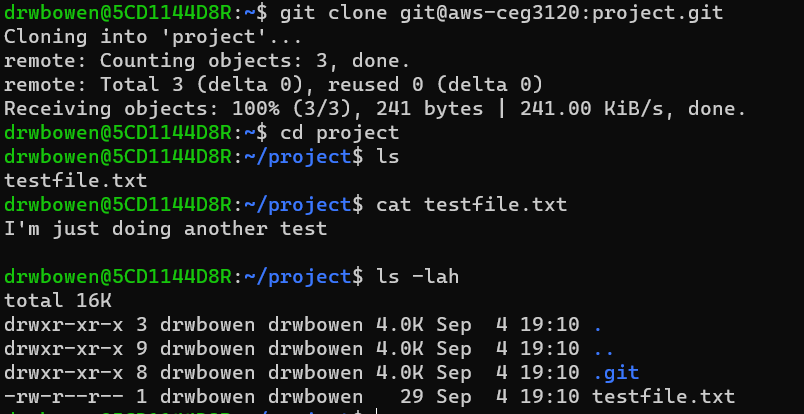 drwbowen@5CD1144D8R:~$ git clone git@aws-ceg3120:project.git
Cloning into 'project'...
remote: Counting objects: 3, done.
remote: Total 3 (delta 0), reused 0 (delta 0)
Receiving objects: 100% (3/3), 241 bytes | 241.00 KiB/s, done.
drwbowen@5CD1144D8R:~$ cd project
drwbowen@5CD1144D8R:~/project$ ls
testfile.txt
drwbowen@5CD1144D8R:~/project$ cat testfile.txt
I'm just doing another test
drwbowen@5CD1144D8R:~/project$ ls -lah
total 16K
drwxr-xr-x 3 drwbowen drwbowen 4.0K Sep  4 19:10 .
drwxr-xr-x 9 drwbowen drwbowen 4.0K Sep  4 19:10 ..
drwxr-xr-x 8 drwbowen drwbowen 4.0K Sep  4 19:10 .git
-rw-r--r-- 1 drwbowen drwbowen   29 Sep  4 19:10 testfile.txt
drwbowen@5CD1144D8R:~/project$